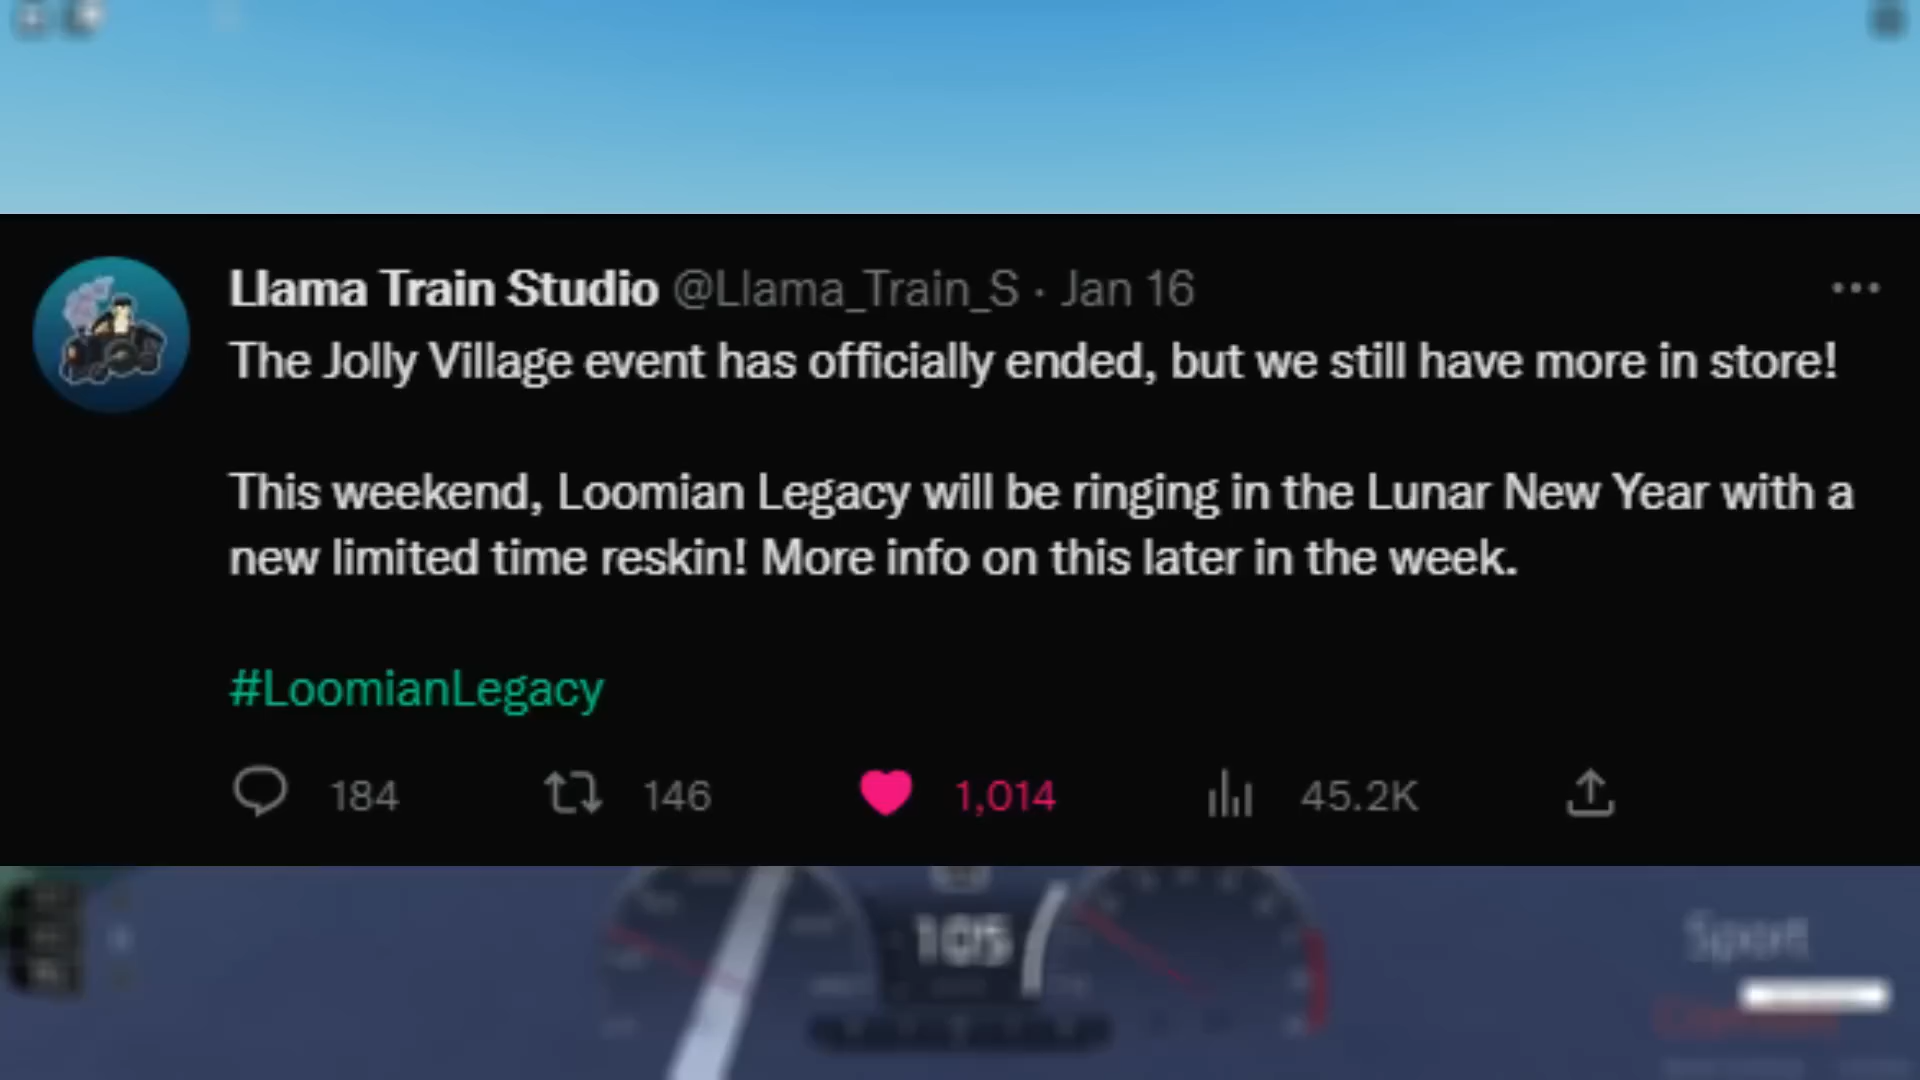 Llama Train Studio @Llama_Train_S · Jan 16
The Jolly Village event has officially ended, but we still have more in store!
This weekend, Loomian Legacy will be ringing in the Lunar New Year with a
new limited time reskin! More info on this later in the week.
#LoomianLegacy
184 146 1,014 45.2K
105
Sport